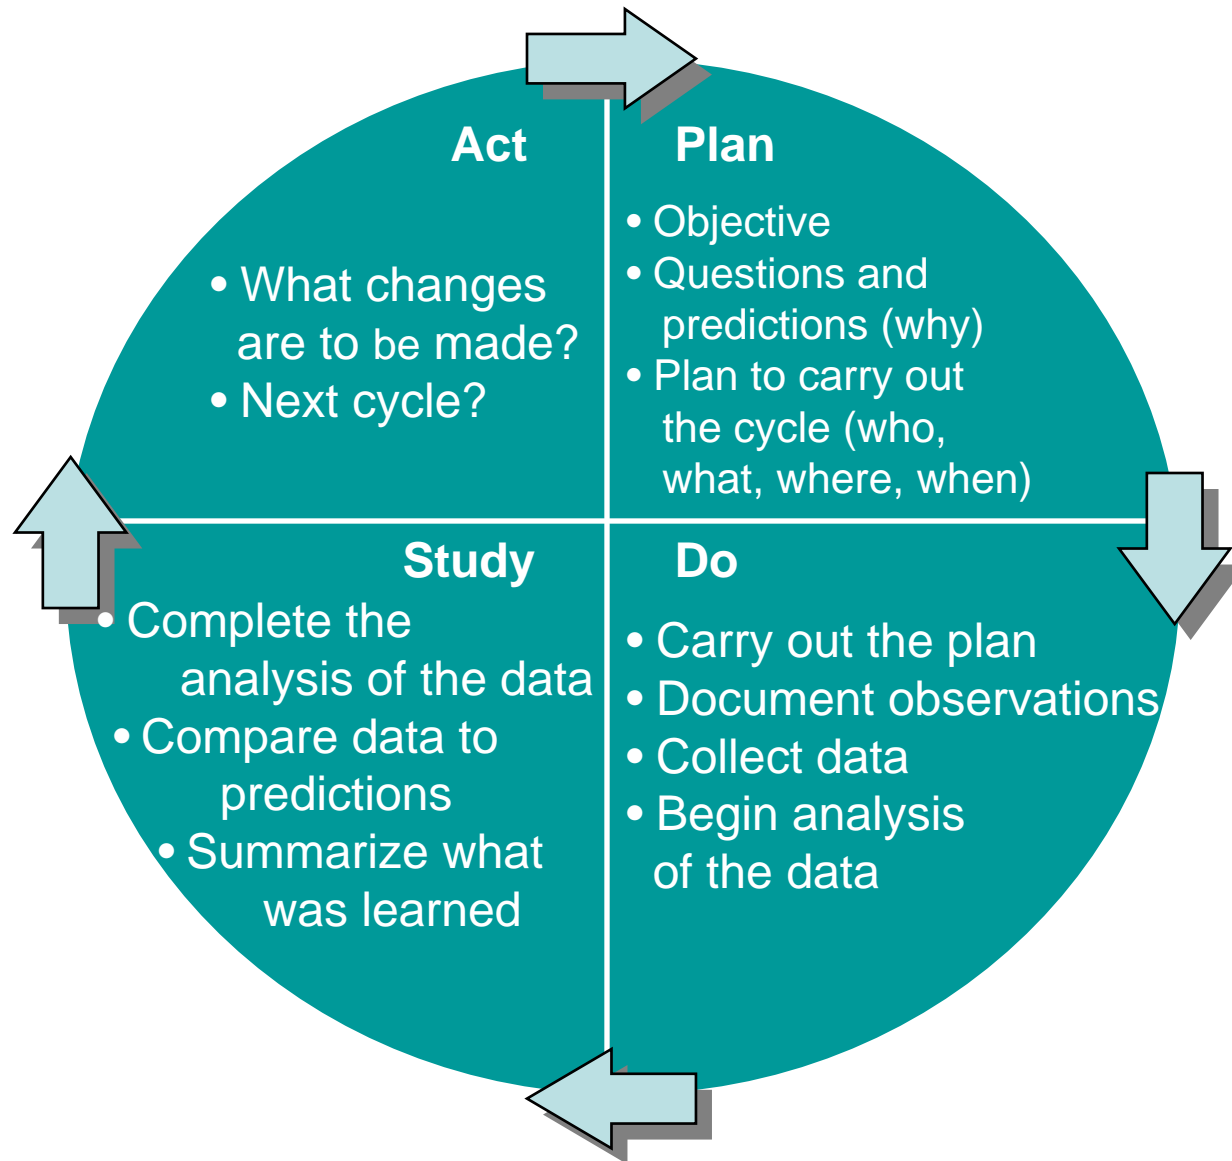 Act
• What changes
are to be made?
• Next cycle?
Plan
• Objective
• Questions and
predictions (why)
• Plan to carry out
the cycle (who,
what, where, when)
Study
• Complete the
analysis of the data
• Compare data to
predictions
• Summarize what
was learned
Do
• Carry out the plan
• Document observations
• Collect data
• Begin analysis
of the data